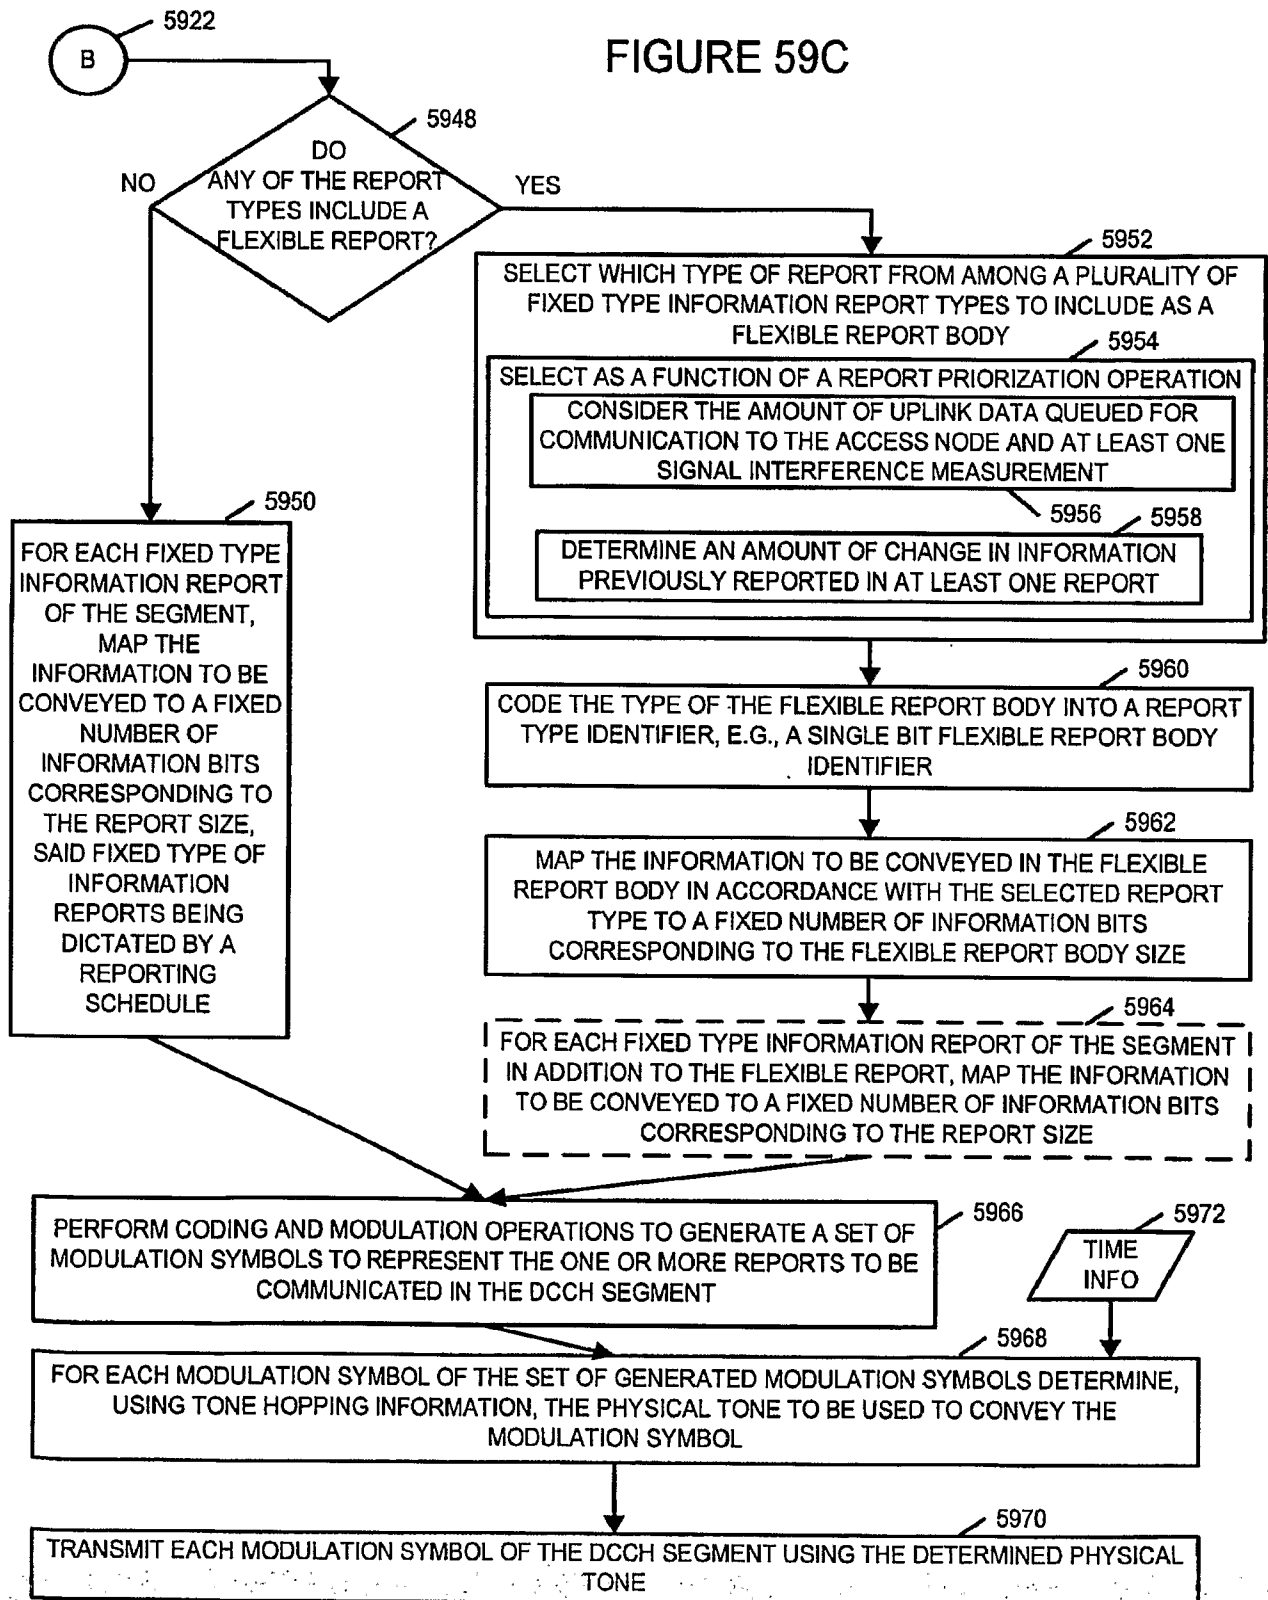 5922
B
FIGURE 59C
5948
DO
ANY OF THE REPORT
TYPES INCLUDE A
FLEXIBLE REPORT?
NO
YES
5952
SELECT WHICH TYPE OF REPORT FROM AMONG A PLURALITY OF
FIXED TYPE INFORMATION REPORT TYPES TO INCLUDE AS A
FLEXIBLE REPORT BODY
5954
SELECT AS A FUNCTION OF A REPORT PRIORIZATION OPERATION
CONSIDER THE AMOUNT OF UPLINK DATA QUEUED FOR
COMMUNICATION TO THE ACCESS NODE AND AT LEAST ONE
SIGNAL INTERFERENCE MEASUREMENT
5956
5958
DETERMINE AN AMOUNT OF CHANGE IN INFORMATION
PREVIOUSLY REPORTED IN AT LEAST ONE REPORT
5950
FOR EACH FIXED TYPE
INFORMATION REPORT
OF THE SEGMENT,
MAP THE
INFORMATION TO BE
CONVEYED TO A FIXED
NUMBER OF
INFORMATION BITS
CORRESPONDING TO
THE REPORT SIZE,
SAID FIXED TYPE OF
INFORMATION
REPORTS BEING
DICTATED BY A
REPORTING
SCHEDULE
5960
CODE THE TYPE OF THE FLEXIBLE REPORT BODY INTO A REPORT
TYPE IDENTIFIER, E.G., A SINGLE BIT FLEXIBLE REPORT BODY
IDENTIFIER
5962
MAP THE INFORMATION TO BE CONVEYED IN THE FLEXIBLE
REPORT BODY IN ACCORDANCE WITH THE SELECTED REPORT
TYPE TO A FIXED NUMBER OF INFORMATION BITS
CORRESPONDING TO THE FLEXIBLE REPORT BODY SIZE
5964
FOR EACH FIXED TYPE INFORMATION REPORT OF THE SEGMENT
IN ADDITION TO THE FLEXIBLE REPORT, MAP THE INFORMATION
TO BE CONVEYED TO A FIXED NUMBER OF INFORMATION BITS
CORRESPONDING TO THE REPORT SIZE
5966
PERFORM CODING AND MODULATION OPERATIONS TO GENERATE A SET OF
MODULATION SYMBOLS TO REPRESENT THE ONE OR MORE REPORTS TO BE
COMMUNICATED IN THE DCCH SEGMENT
5972
TIME
INFO
5968
FOR EACH MODULATION SYMBOL OF THE SET OF GENERATED MODULATION SYMBOLS DETERMINE,
USING TONE HOPPING INFORMATION, THE PHYSICAL TONE TO BE USED TO CONVEY THE
MODULATION SYMBOL
5970
TRANSMIT EACH MODULATION SYMBOL OF THE DCCH SEGMENT USING THE DETERMINED PHYSICAL
TONE